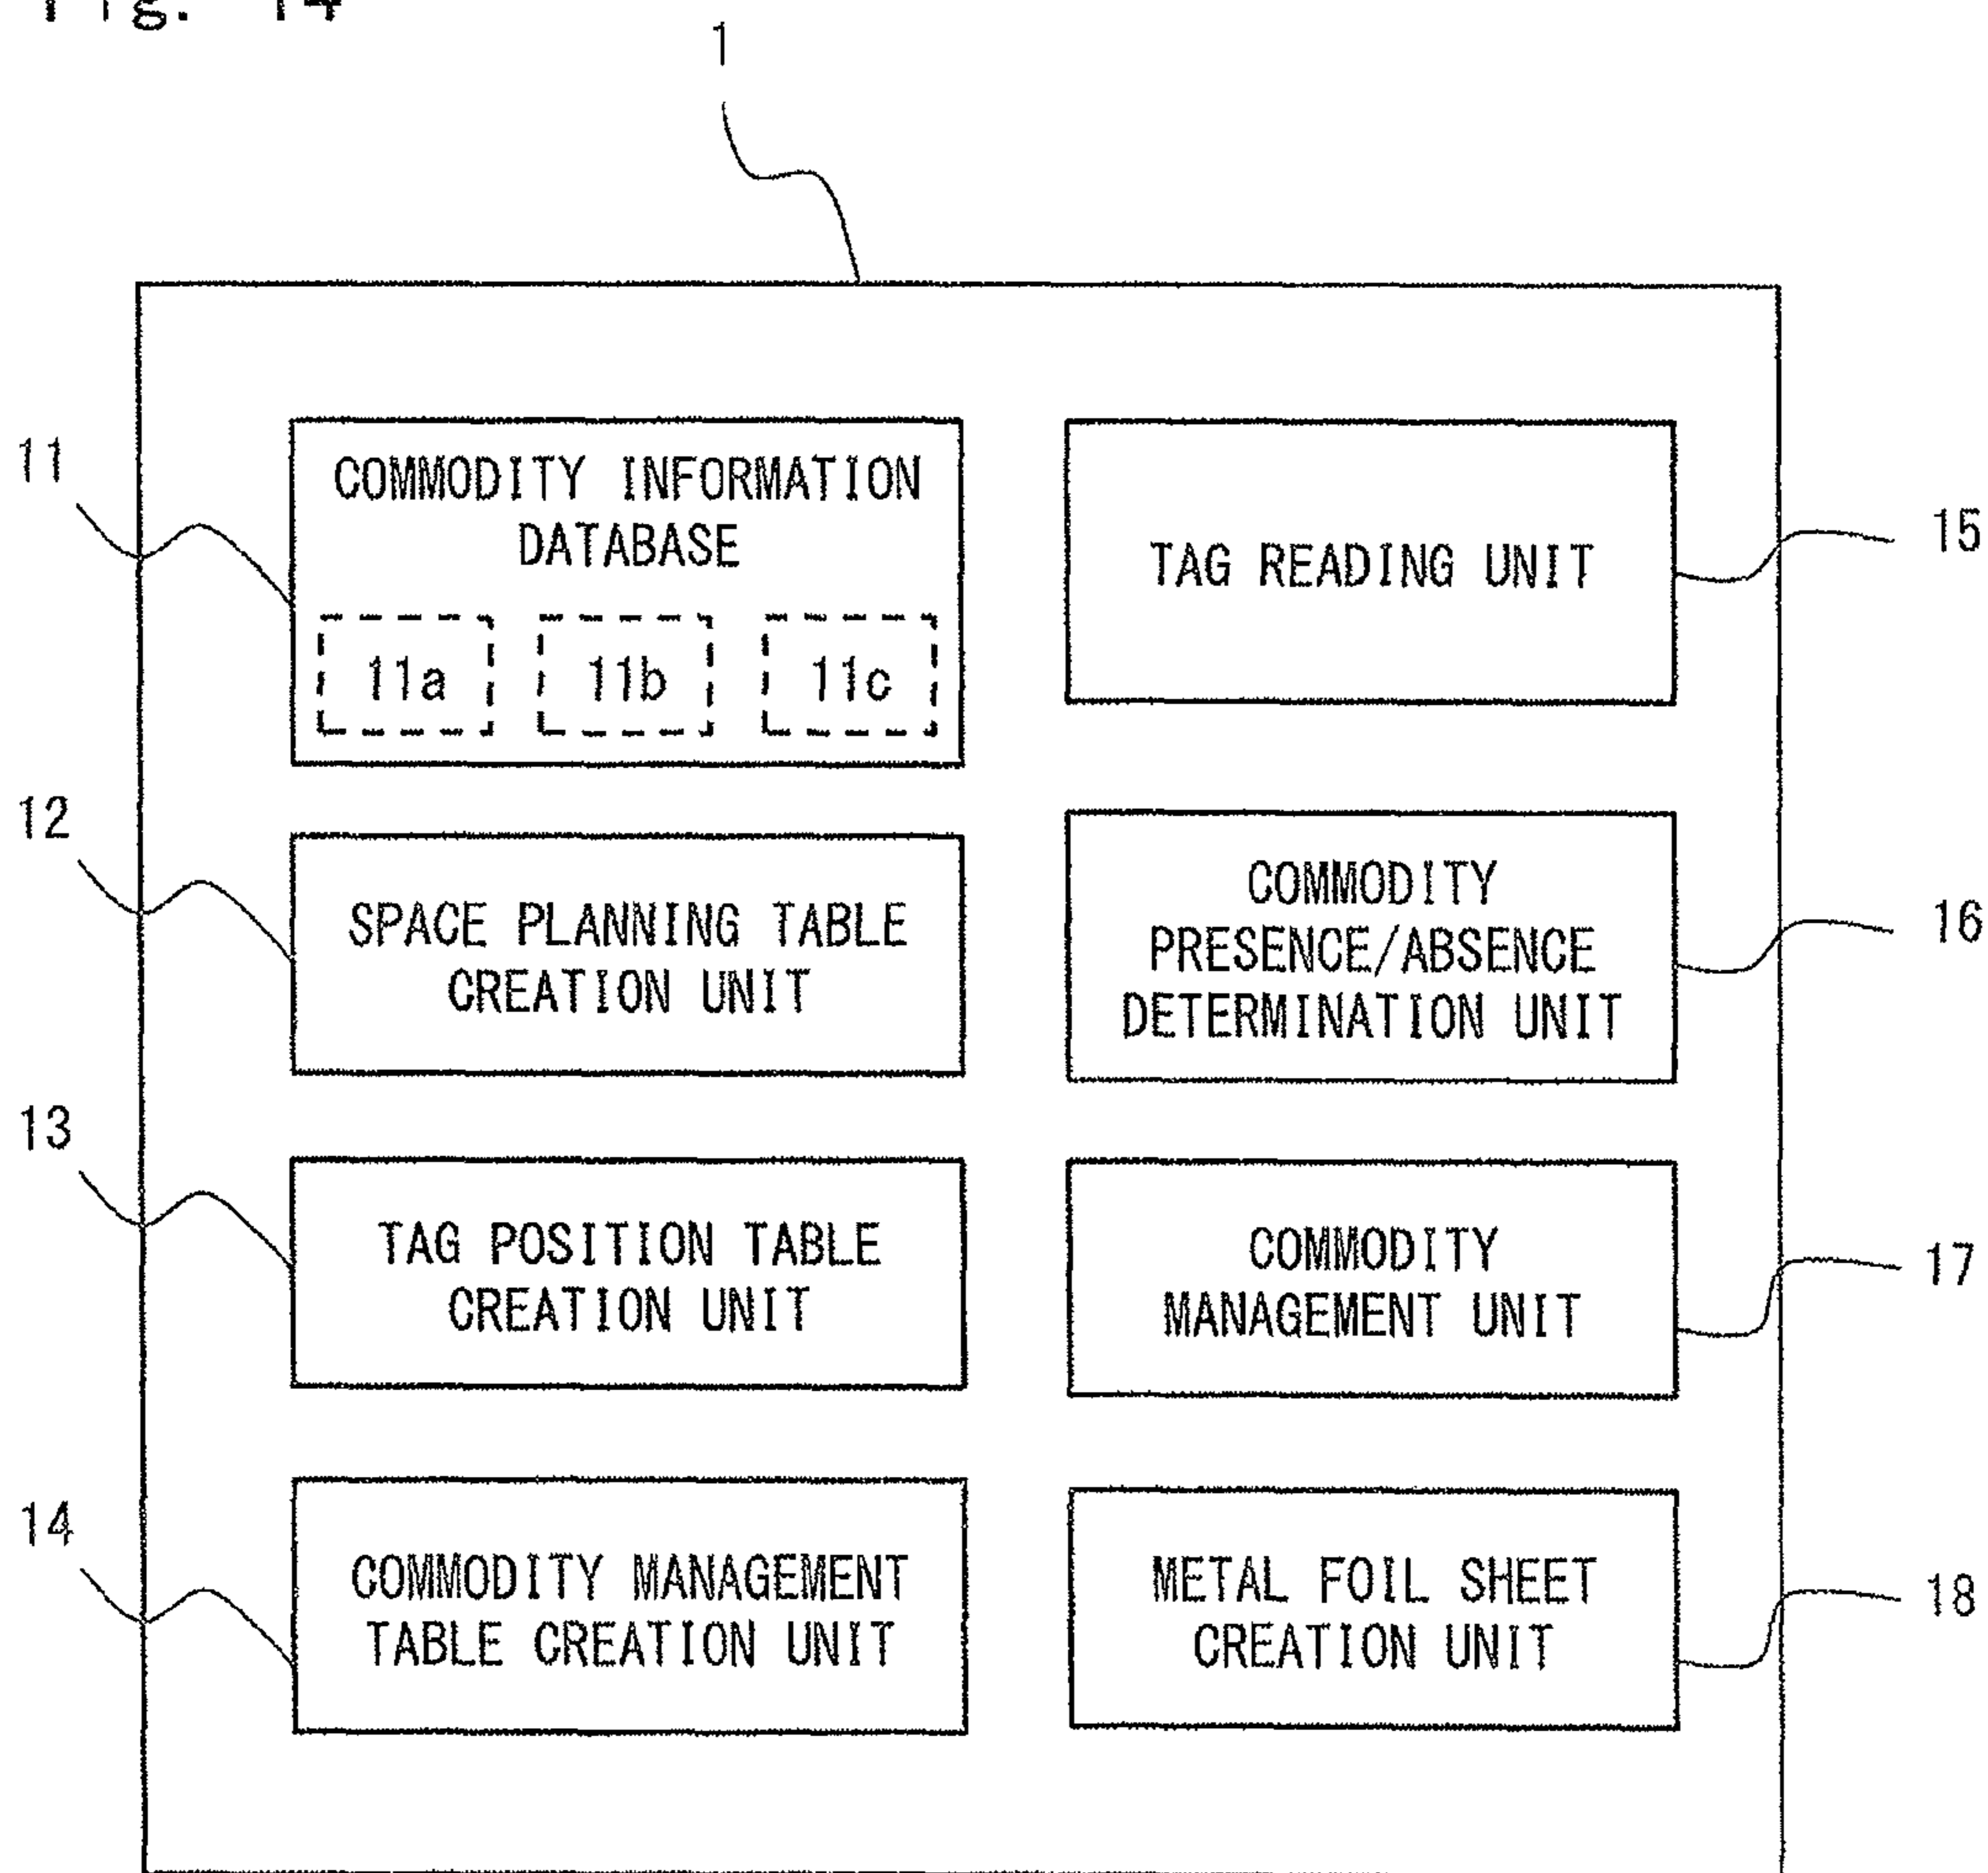 Fig. 14
1
11
COMMODITY INFORMATION
DATABASE
11a 11b 11c
12
SPACE PLANNING TABLE
CREATION UNIT
13
TAG POSITION TABLE
CREATION UNIT
14
COMMODITY MANAGEMENT
TABLE CREATION UNIT
TAG READING UNIT
15
COMMODITY
PRESENCE/ABSENCE
DETERMINATION UNIT
16
COMMODITY
MANAGEMENT UNIT
17
METAL FOIL SHEET
CREATION UNIT
18